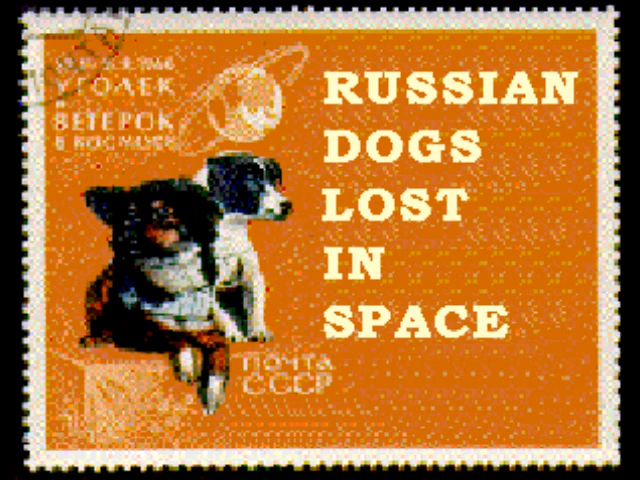 УГОЛЕК
ВЕТЕРОК
В КОСМОСЕ
RUSSIAN
DOGS
LOST
IN
SPACE
ПОЧТА
СССР